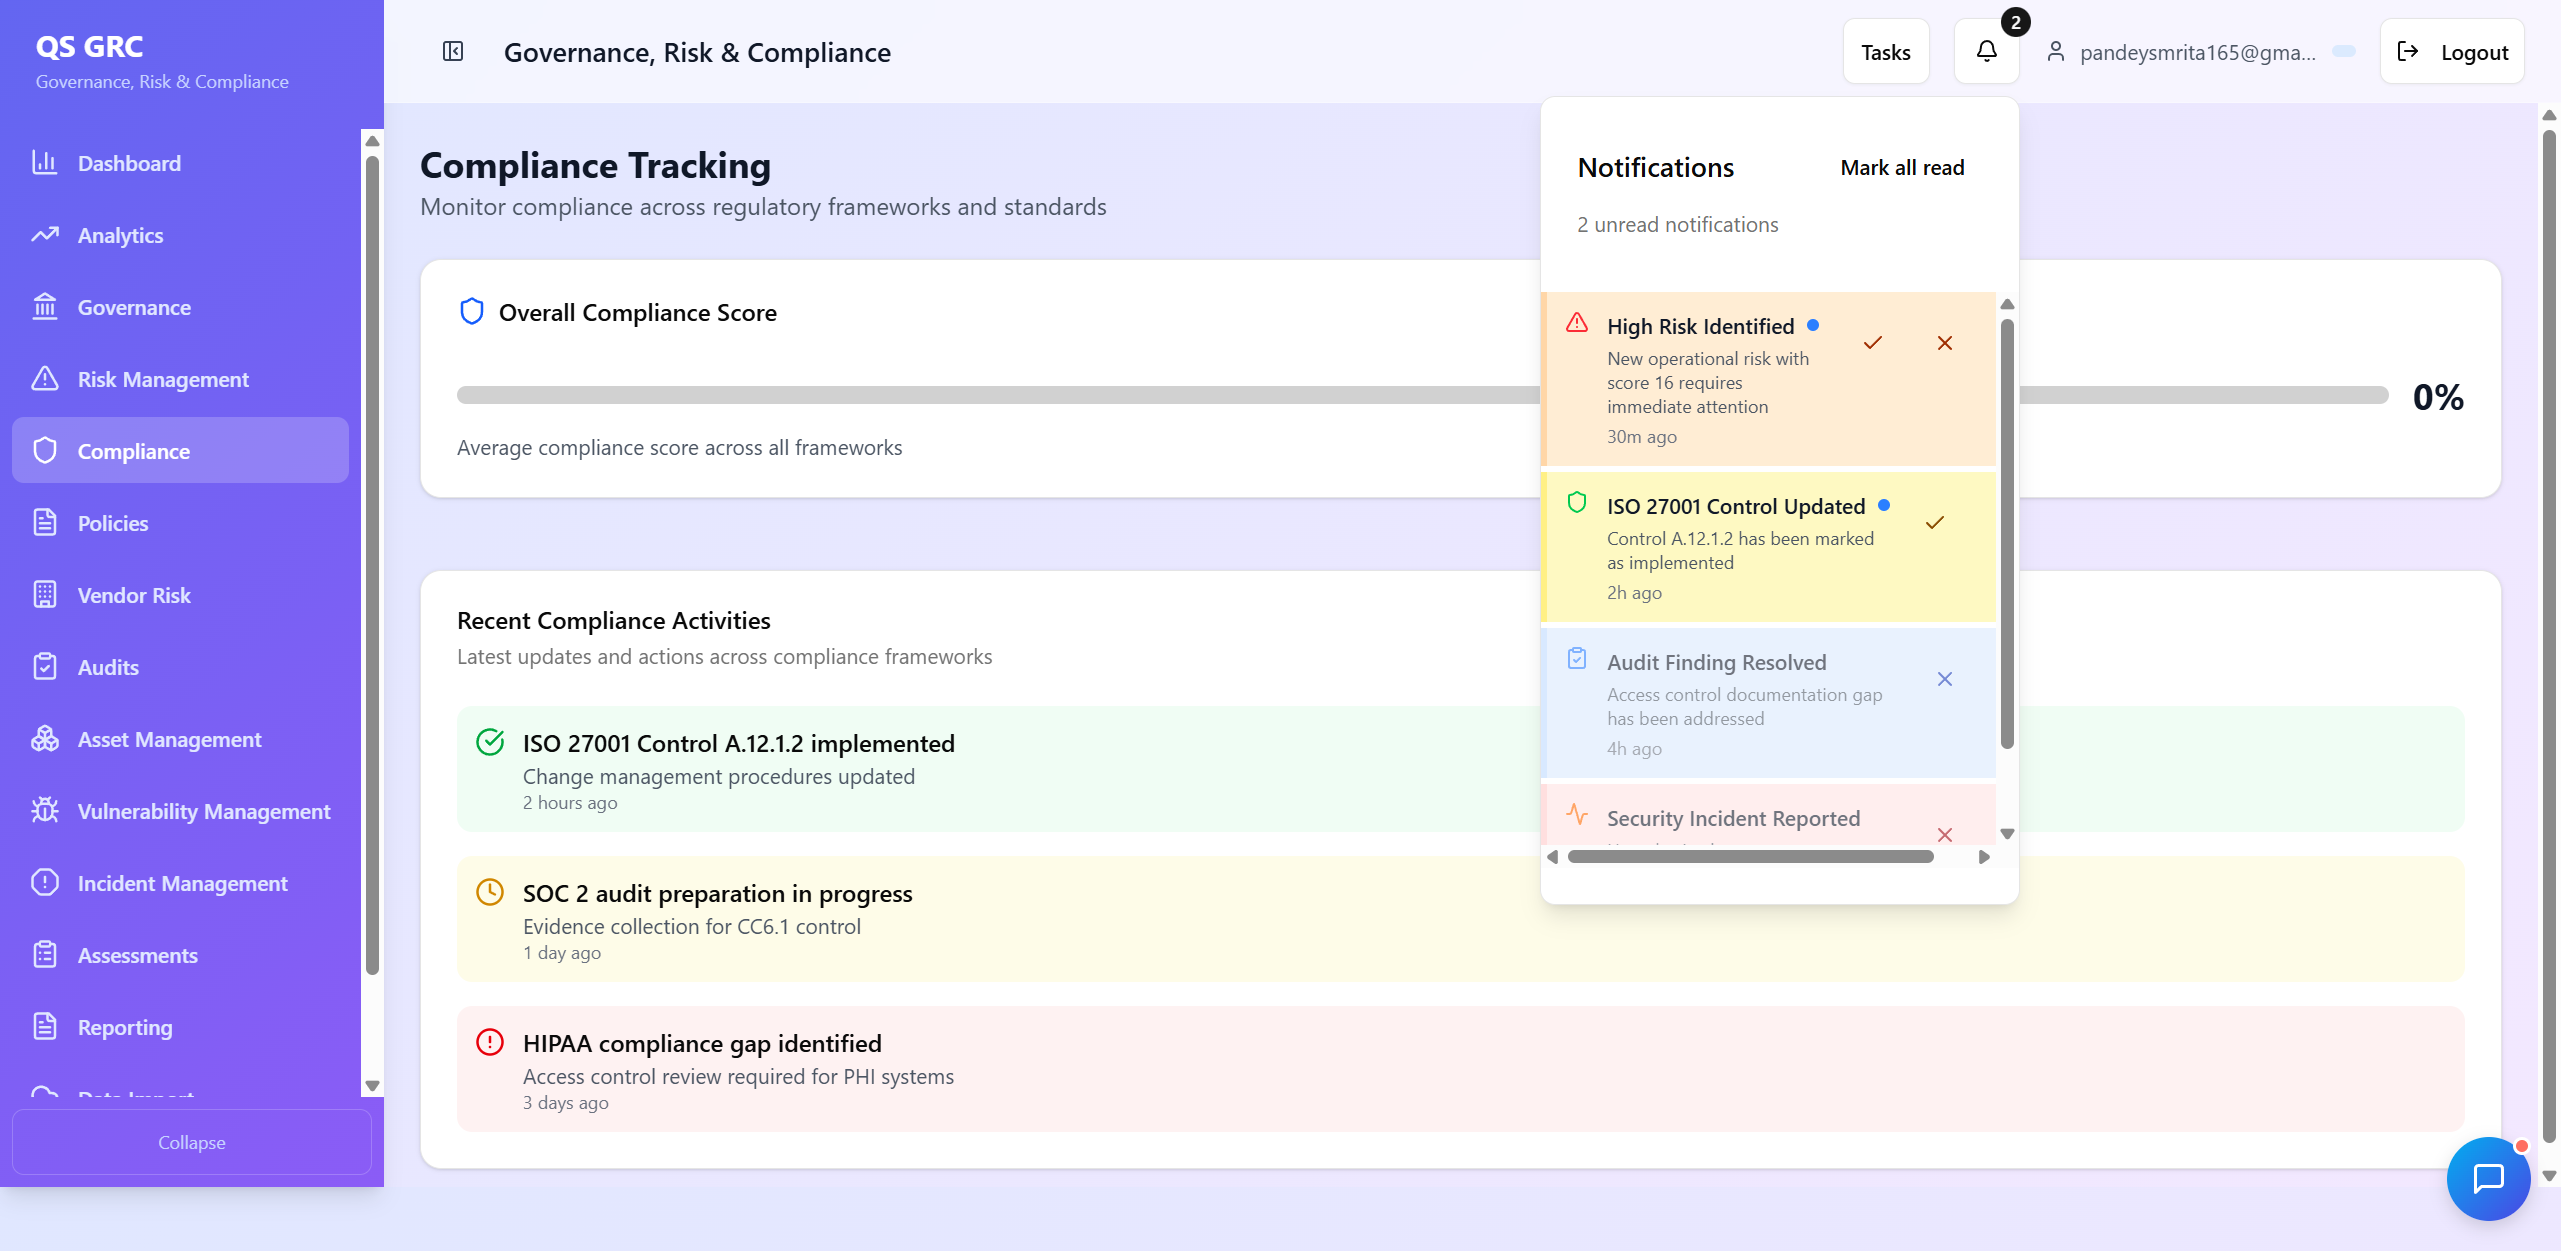 QS GRC
Governance, Risk & Compliance
Dashboard
Analytics
Governance
Risk Management
Compliance
Policies
Vendor Risk
Audits
Asset Management
Vulnerability Management
Incident Management
Assessments
Reporting
Data Import
Collapse
Governance, Risk & Compliance
Tasks
2
pandeysmrita165@gma...
Logout
Compliance Tracking
Monitor compliance across regulatory frameworks and standards
Overall Compliance Score
0%
Average compliance score across all frameworks
Recent Compliance Activities
Latest updates and actions across compliance frameworks
ISO 27001 Control A.12.1.2 implemented
Change management procedures updated
2 hours ago
SOC 2 audit preparation in progress
Evidence collection for CC6.1 control
1 day ago
HIPAA compliance gap identified
Access control review required for PHI systems
3 days ago
Notifications
Mark all read
2 unread notifications
High Risk Identified
New operational risk with
score 16 requires
immediate attention
30m ago
ISO 27001 Control Updated
Control A.12.1.2 has been marked
as implemented
2h ago
Audit Finding Resolved
Access control documentation gap
has been addressed
4h ago
Security Incident Reported